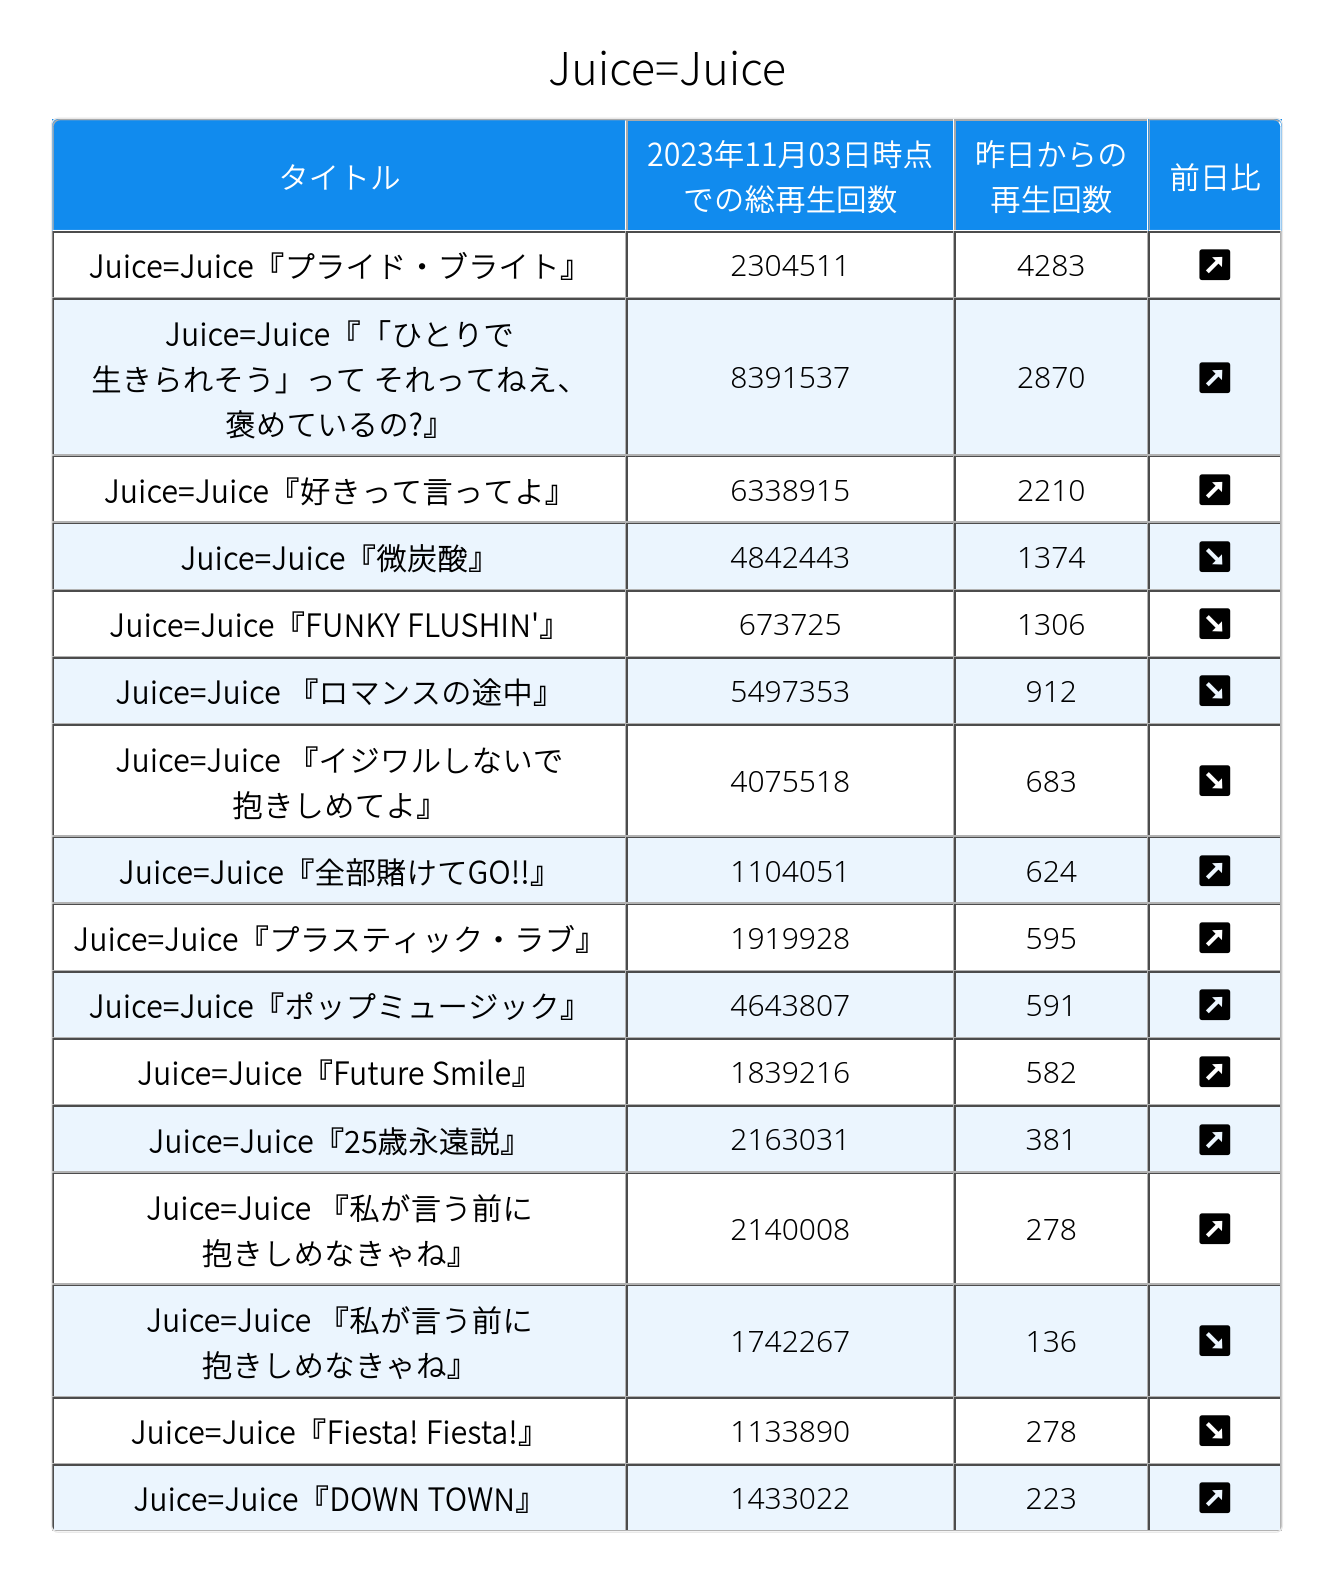 Juice=Juice
タイトル
2023年11月03日時点
での総再生回数
昨日からの
再生回数
前日比
Juice=Juice『プライド・ブライト』 2304511 4283
Juice=Juice『「ひとりで
生きられそう」って それってねえ、
褒めているの?』
8391537 2870
Juice=Juice『好きって言ってよ』 6338915 2210
Juice=Juice『微炭酸』 4842443 1374
Juice=Juice『FUNKY FLUSHIN'』 673725 1306
Juice=Juice 『ロマンスの途中』 5497353 912
Juice=Juice 『イジワルしないで
抱きしめてよ』
4075518 683
Juice=Juice『全部賭けてGO!!』 1104051 624
Juice=Juice『プラスティック・ラブ』 1919928 595
Juice=Juice『ポップミュージック』 4643807 591
Juice=Juice『Future Smile』 1839216 582
Juice=Juice『25歳永遠説』 2163031 381
Juice=Juice 『私が言う前に
抱きしめなきゃね』
2140008 278
Juice=Juice 『私が言う前に
抱きしめなきゃね』
1742267 136
Juice=Juice『Fiesta! Fiesta!』 1133890 278
Juice=Juice『DOWN TOWN』 1433022 223